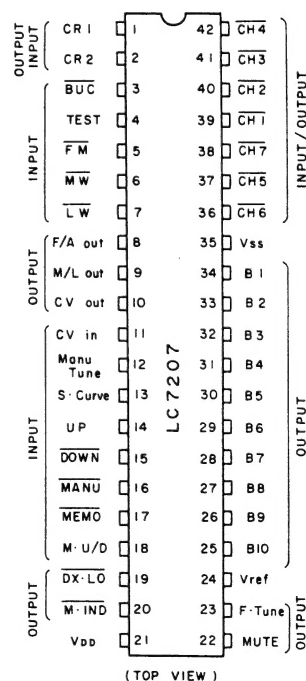 CR1 1 42 CH4
CR2 2 41 CH3
BUC 3 40 CH2
TEST 4 39 CH1
FM 5 38 CH7
MW 6 37 CH5
LW 7 36 CH6
F/A out 8 35 Vss
M/L out 9 34 B1
CV out 10 33 B2
CV in 11 32 B3
Manu Tune 12 31 B4
S·Curve 13 30 B5
UP 14 29 B6
DOWN 15 28 B7
MANU 16 27 B8
MEMO 17 26 B9
M·U/D 18 25 B10
DX·LO 19 24 Vref
M·IND 20 23 F·Tune
VDD 21 22 MUTE
OUTPUT
INPUT
INPUT
OUTPUT
INPUT
OUTPUT
LC7207
INPUT/OUTPUT
OUTPUT
OUTPUT
(TOP VIEW)